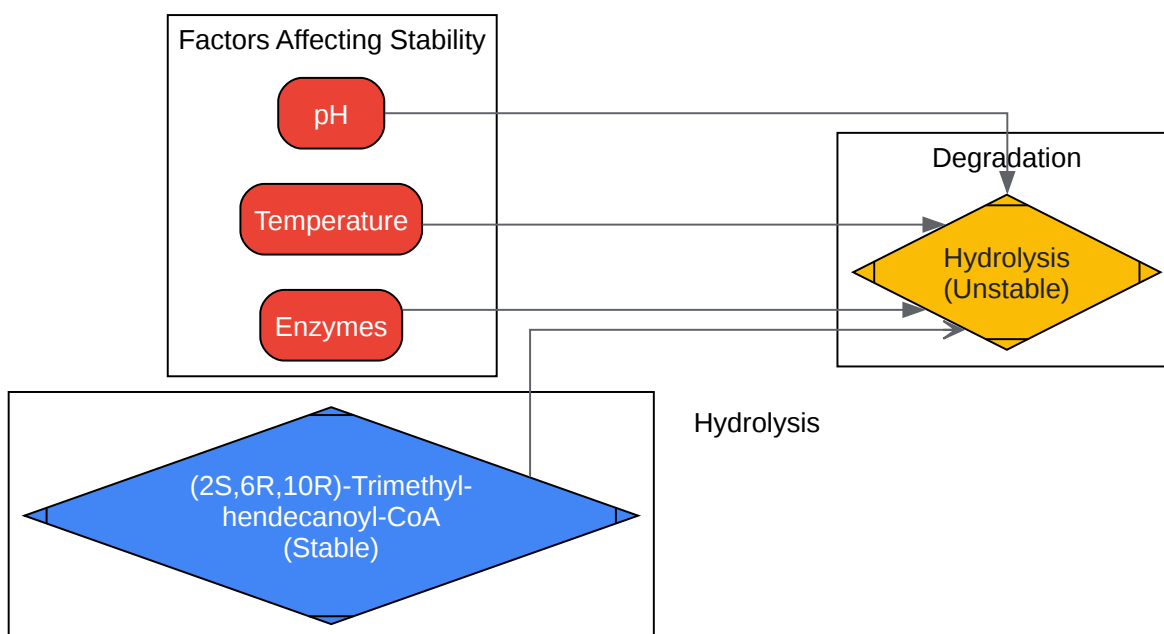 Factors Affecting Stability
pH
Temperature
Enzymes
Degradation
Hydrolysis
(Unstable)
Hydrolysis
(2S,6R,10R)-Trimethyl-
hendecanoyl-CoA
(Stable)